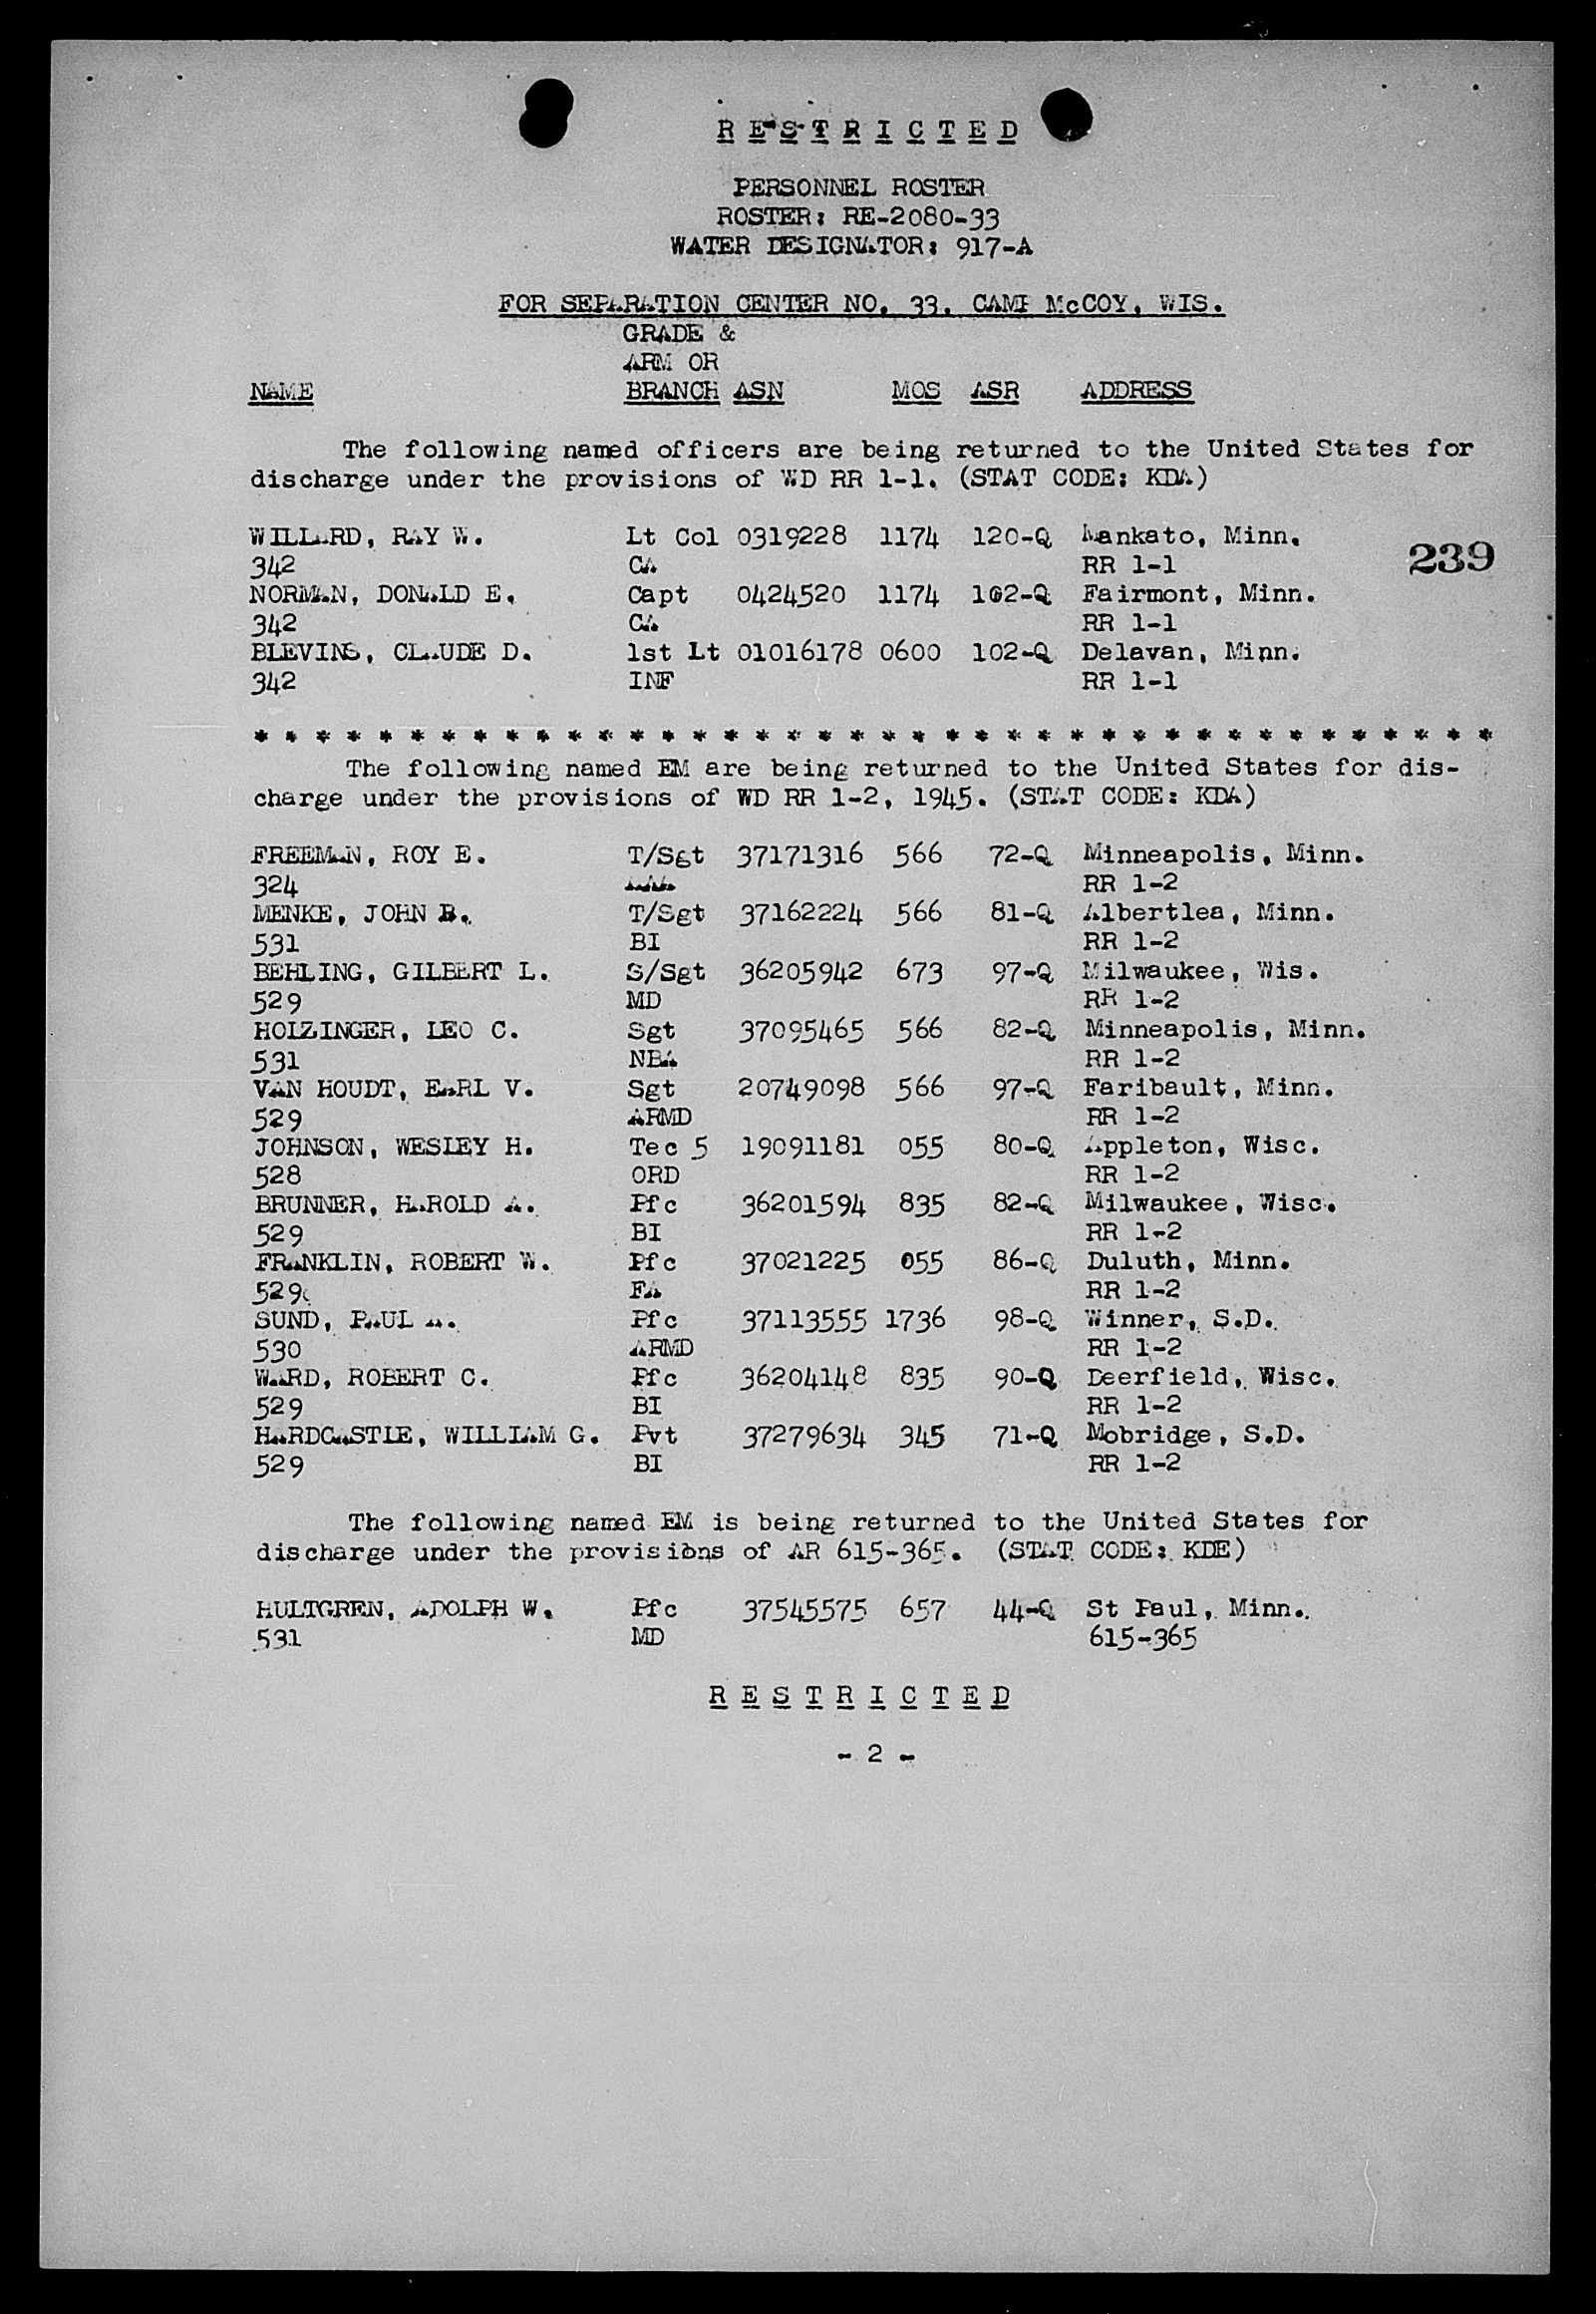 RESTRICTED
PERSONNEL ROSTER
ROSTER: RE-2080-33
WATER DESIGNATOR: 917-A
FOR SEPARATION CENTER NO. 33, CAMP McCOY, WIS.
GRADE &
ARM OR
NAME BRANCH ASN MOS ASR ADDRESS
The following named officers are being returned to the United States for
discharge under the provisions of WD RR 1-1. (STAT CODE: KDA)
WILLARD, RAY W. Lt Col 0319228 1174 120-Q Mankato, Minn.
342 CA RR 1-1
239
NORMAN, DONALD E. Capt 0424520 1174 102-Q Fairmont, Minn.
342 CA RR 1-1
BLEVINS, CLAUDE D. 1st Lt 01016178 0600 102-Q Delavan, Minn.
342 INF RR 1-1
* * * * * * * * * * * * * * * * * * * * * * * * * * * * * * * * * * * * * * * *
The following named EM are being returned to the United States for dis-
charge under the provisions of WD RR 1-2, 1945. (STAT CODE: KDA)
FREEMAN, ROY E. T/Sgt 37171316 566 72-Q Minneapolis, Minn.
324 AAA RR 1-2
MENKE, JOHN B. T/Sgt 37162224 566 81-Q Albertlea, Minn.
531 BI RR 1-2
BEHLING, GILBERT L. S/Sgt 36205942 673 97-Q Milwaukee, Wis.
529 MD RR 1-2
HOLZINGER, LEO C. Sgt 37095465 566 82-Q Minneapolis, Minn.
531 NBA RR 1-2
VAN HOUDT, EARL V. Sgt 20749098 566 97-Q Faribault, Minn.
529 ARMD RR 1-2
JOHNSON, WESLEY H. Tec 5 19091181 055 80-Q Appleton, Wisc.
528 ORD RR 1-2
BRUNNER, HAROLD A. Pfc 36201594 835 82-Q Milwaukee, Wisc.
529 BI RR 1-2
FRANKLIN, ROBERT W. Pfc 37021225 055 86-Q Duluth, Minn.
529 FA RR 1-2
SUND, PAUL A. Pfc 37113555 1736 98-Q Winner, S.D.
530 ARMD RR 1-2
WARD, ROBERT C. Pfc 36204148 835 90-Q Deerfield, Wisc.
529 BI RR 1-2
HARDCASTLE, WILLIAM G. Pvt 37279634 345 71-Q Mobridge, S.D.
529 BI RR 1-2
The following named EM is being returned to the United States for
discharge under the provisions of AR 615-365. (STAT CODE: KDE)
HULTGREN, ADOLPH W. Pfc 37545575 657 44-Q St Paul, Minn.
531 MD 615-365
RESTRICTED
- 2 -